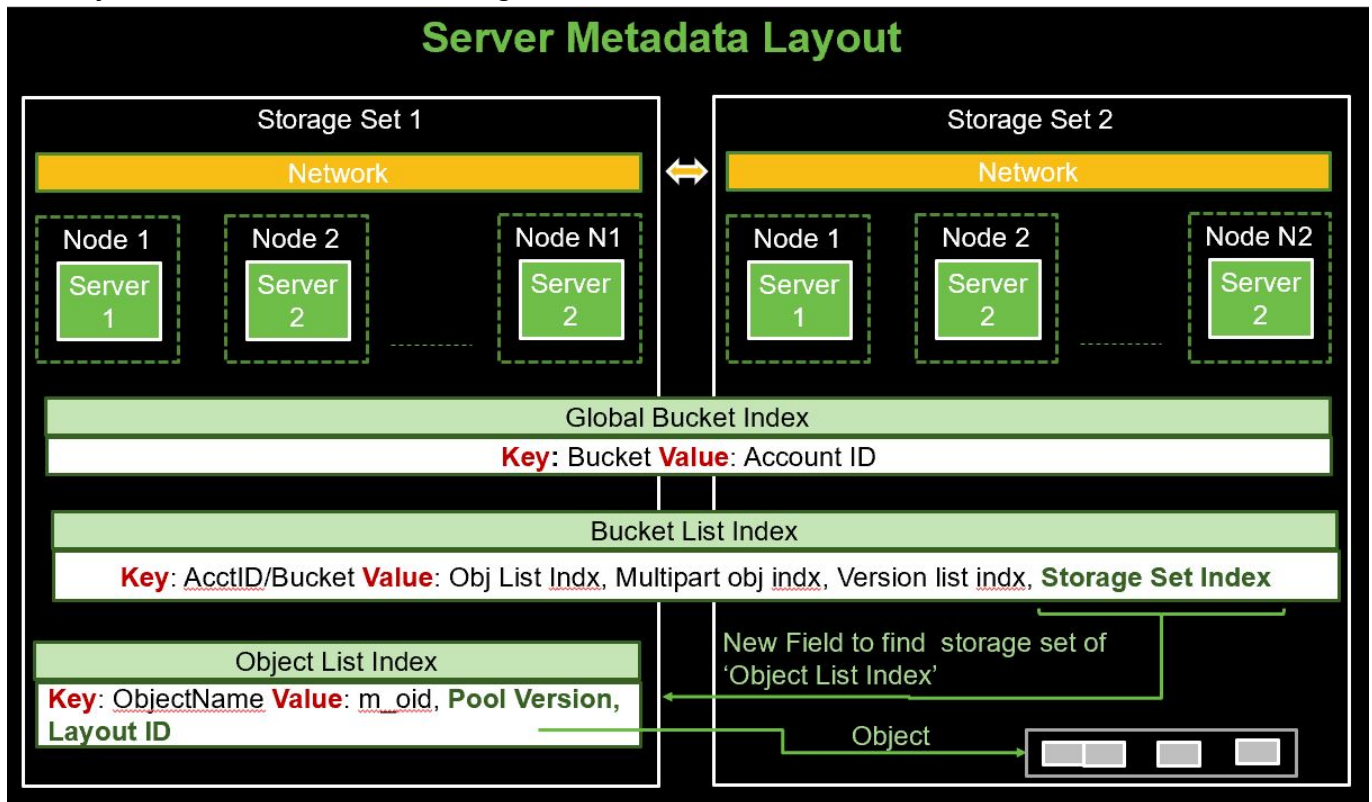 Server Metadata Layout
Storage Set 1
Network
Node 1
Server
1
Node 2
Server
2
Node N1
Server
2
Storage Set 2
Network
Node 1
Server
1
Node 2
Server
2
Node N2
Server
2
Global Bucket Index
Key: Bucket Value: Account ID
Bucket List Index
Key: AcctID/Bucket Value: Obj List Indx, Multipart obj indx, Version list indx, Storage Set Index
New Field to find storage set of
‘Object List Index’
Object List Index
Key: ObjectName Value: m_oid, Pool Version,
Layout ID
Object